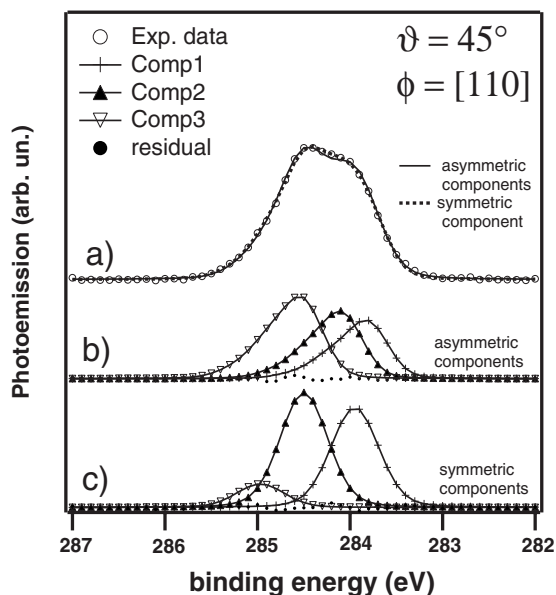 Exp. data
Comp1
Comp2
Comp3
residual
ϑ = 45°
ϕ = [110]
asymmetric
components
symmetric
component
a)
b)
asymmetric
components
c)
symmetric
components
Photoemission (arb. un.)
287 286 285 284 283 282
binding energy (eV)